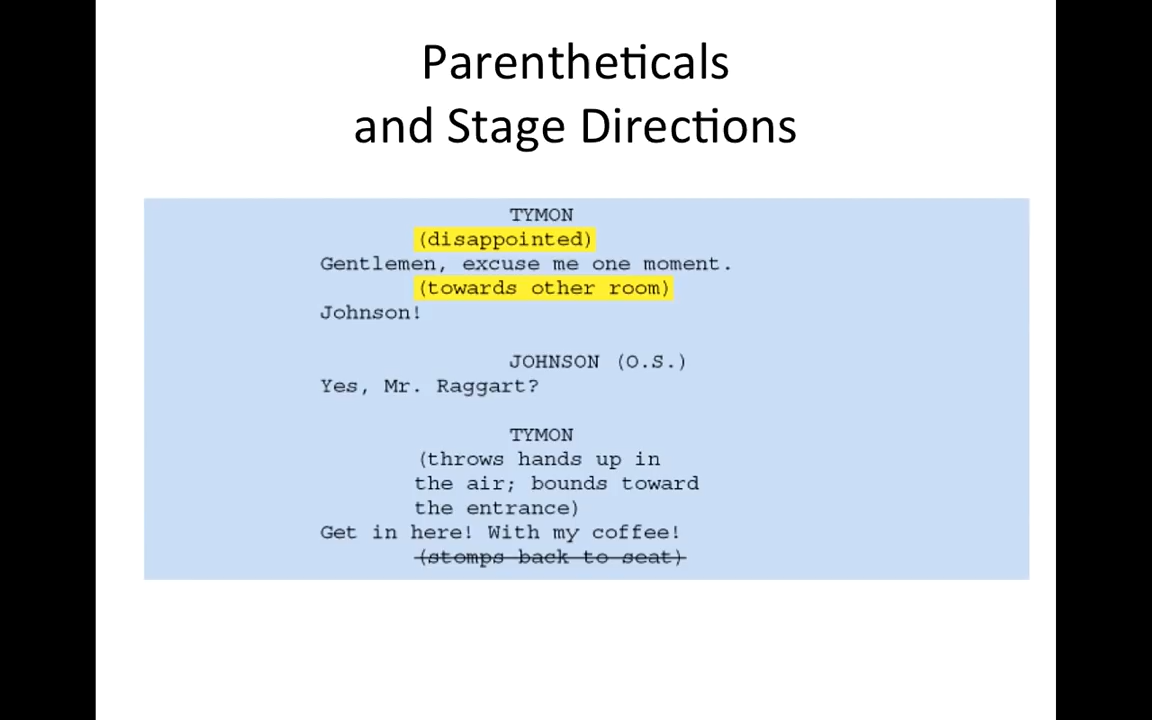 Parentheticals
and Stage Directions
TYMON
(disappointed)
Gentlemen, excuse me one moment.
(towards other room)
Johnson!
JOHNSON (O.S.)
Yes, Mr. Raggart?
TYMON
(throws hands up in
the air; bounds toward
the entrance)
Get in here! With my coffee!
(stomps back to seat)